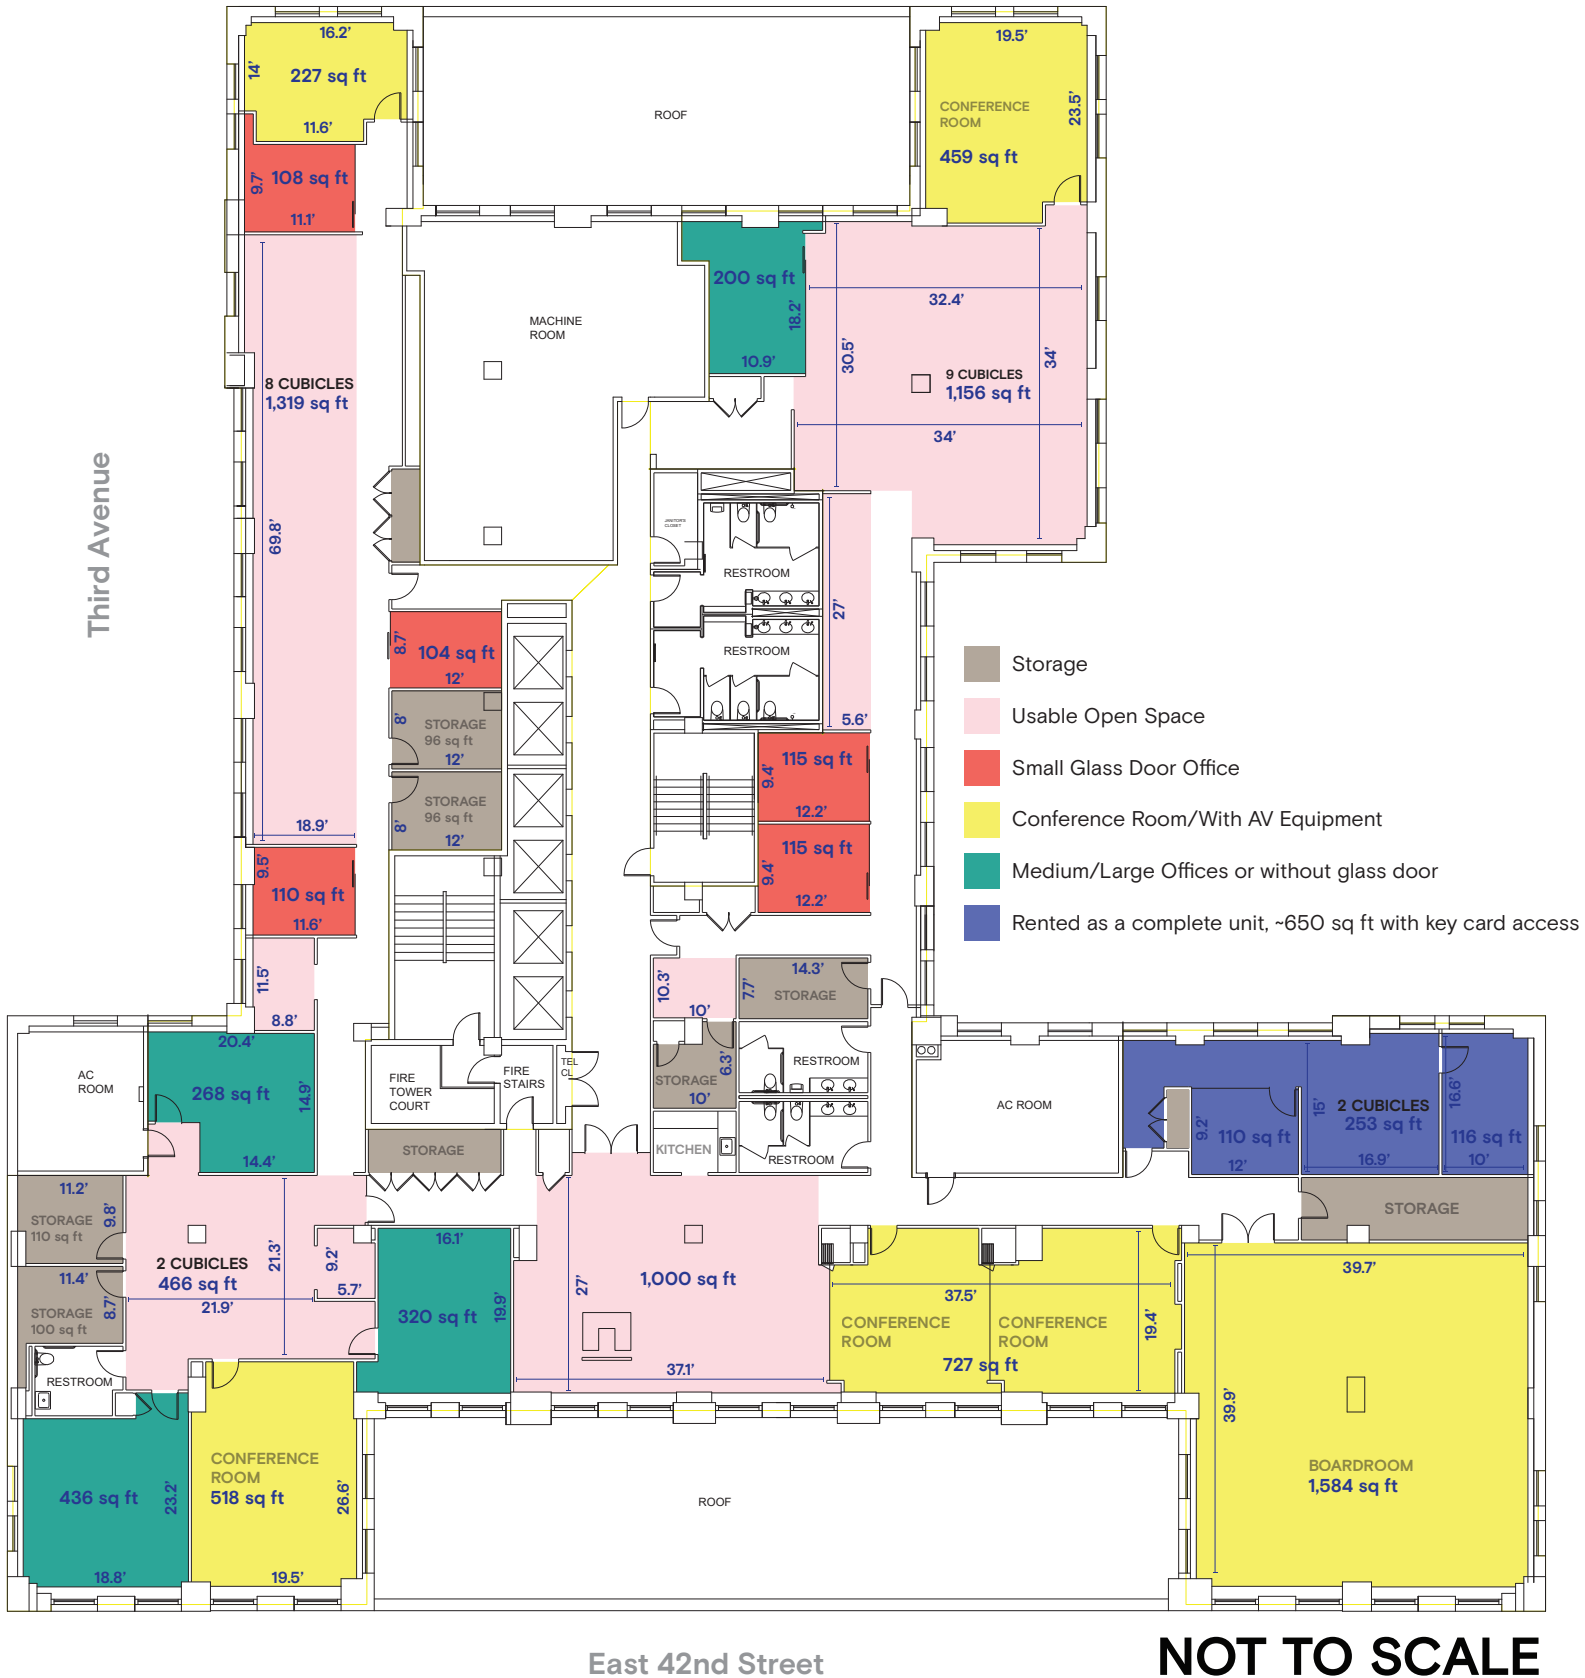 16.2'
14'
227 sq ft
11.6'
ROOF
19.5'
CONFERENCE
ROOM
23.5'
459 sq ft
9.7'
108 sq ft
11.1'
200 sq ft
18.2'
10.9'
MACHINE
ROOM
32.4'
30.5'
34'
9 CUBICLES
1,156 sq ft
34'
8 CUBICLES
1,319 sq ft
69.8'
18.9'
Third Avenue
JANITOR'S
CLOSET
RESTROOM
RESTROOM
27'
5.6'
8.7'
104 sq ft
12'
8'
STORAGE
96 sq ft
12'
STORAGE
96 sq ft
8'
12'
115 sq ft
9.4'
12.2'
115 sq ft
9.4'
12.2'
Storage
Usable Open Space
Small Glass Door Office
Conference Room/With AV Equipment
Medium/Large Offices or without glass door
Rented as a complete unit, ~650 sq ft with key card access
9.5'
110 sq ft
11.6'
11.5'
8.8'
10.3'
10'
7.7'
14.3'
STORAGE
AC
ROOM
20.4'
268 sq ft
14.9'
14.4'
FIRE
TOWER
COURT
FIRE
STAIRS
TEL
CL
STORAGE
6.3'
10'
RESTROOM
RESTROOM
KITCHEN
STORAGE
AC ROOM
9.2'
110 sq ft
12'
15'
2 CUBICLES
253 sq ft
16.9'
16.6'
116 sq ft
10'
STORAGE
11.2'
STORAGE
110 sq ft
9.8'
11.4'
STORAGE
100 sq ft
8.7'
2 CUBICLES
466 sq ft
21.9'
21.3'
9.2'
5.7'
16.1'
320 sq ft
19.9'
27'
1,000 sq ft
37.1'
37.5'
CONFERENCE
ROOM
CONFERENCE
ROOM
727 sq ft
19.4'
39.7'
39.9'
BOARDROOM
1,584 sq ft
RESTROOM
436 sq ft
23.2'
18.8'
CONFERENCE
ROOM
518 sq ft
26.6'
19.5'
ROOF
East 42nd Street
NOT TO SCALE